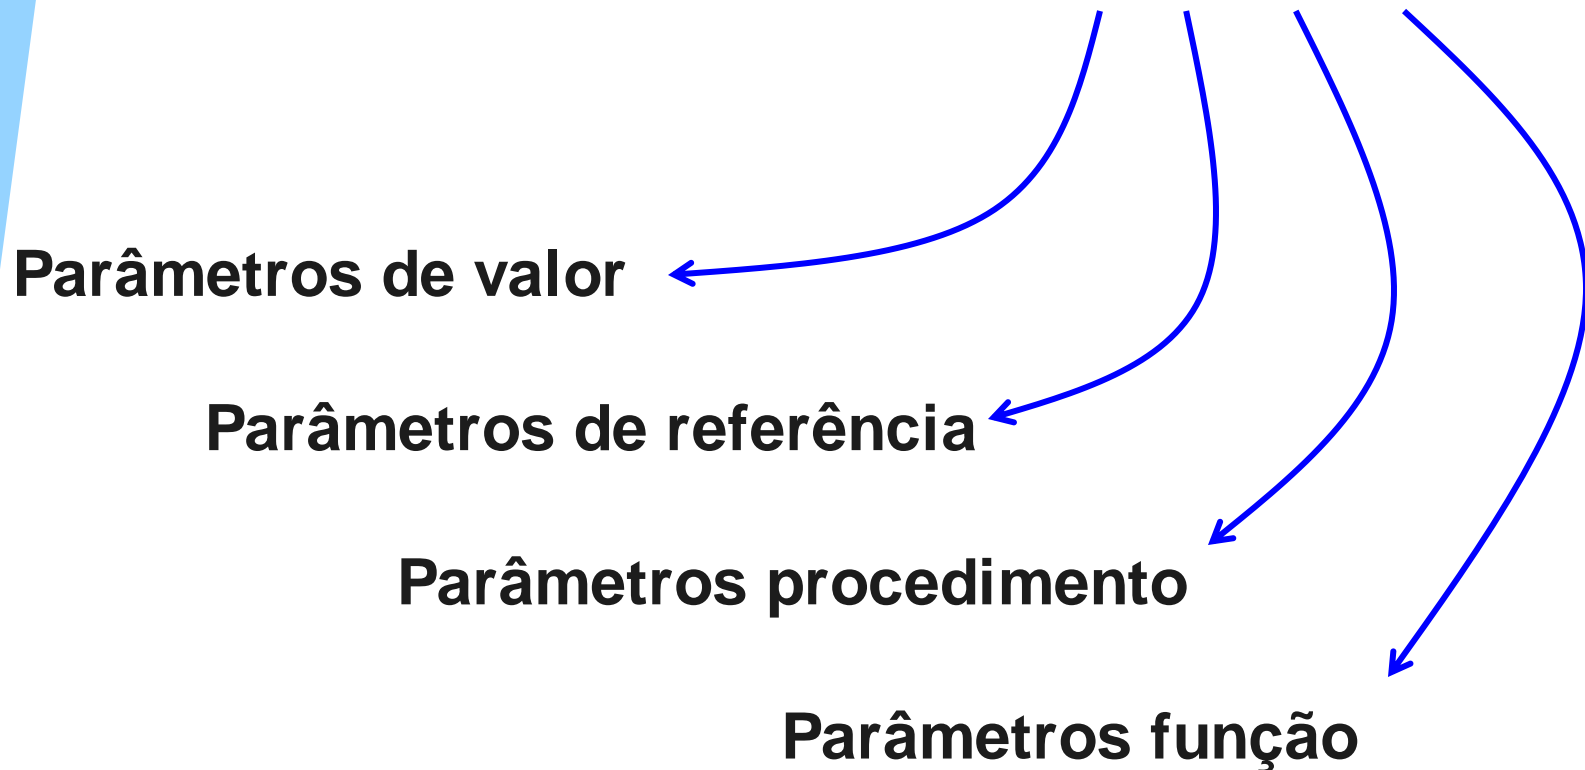 Parâmetros de valor
Parâmetros de referência
Parâmetros procedimento
Parâmetros função